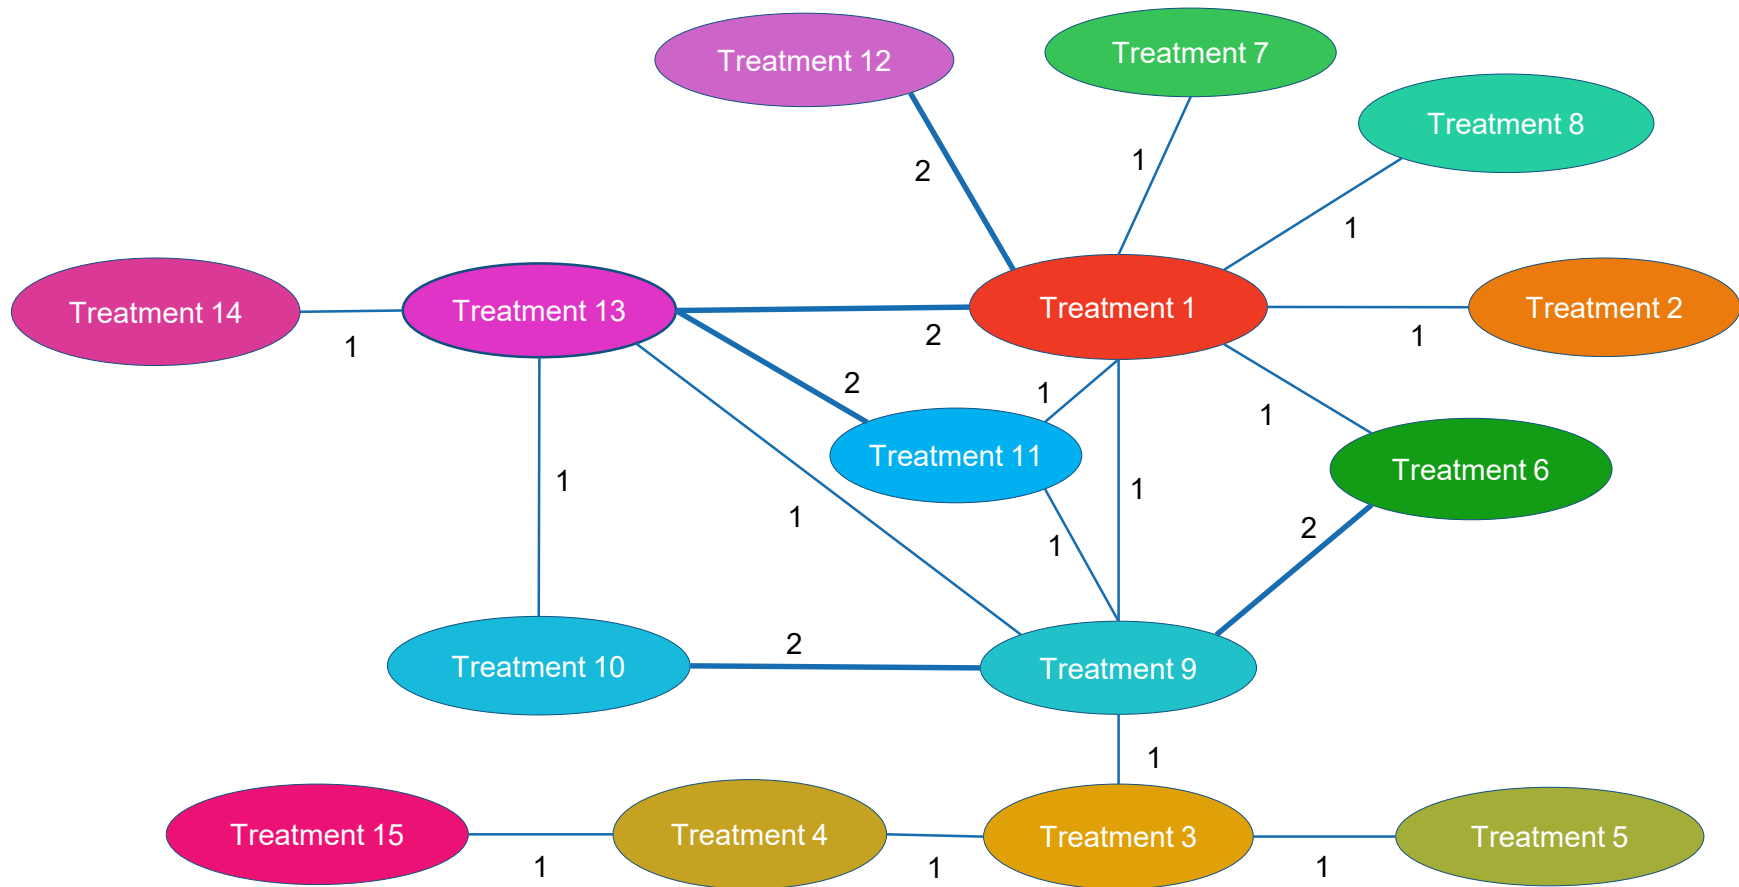 Treatment 12
Treatment 7
Treatment 8
2
1
1
Treatment 14
Treatment 13
Treatment 1
Treatment 2
1
2
1
2
1
1
Treatment 11
Treatment 6
1
1
1
1
2
2
Treatment 10
Treatment 9
1
Treatment 15
Treatment 4
Treatment 3
Treatment 5
1
1
1